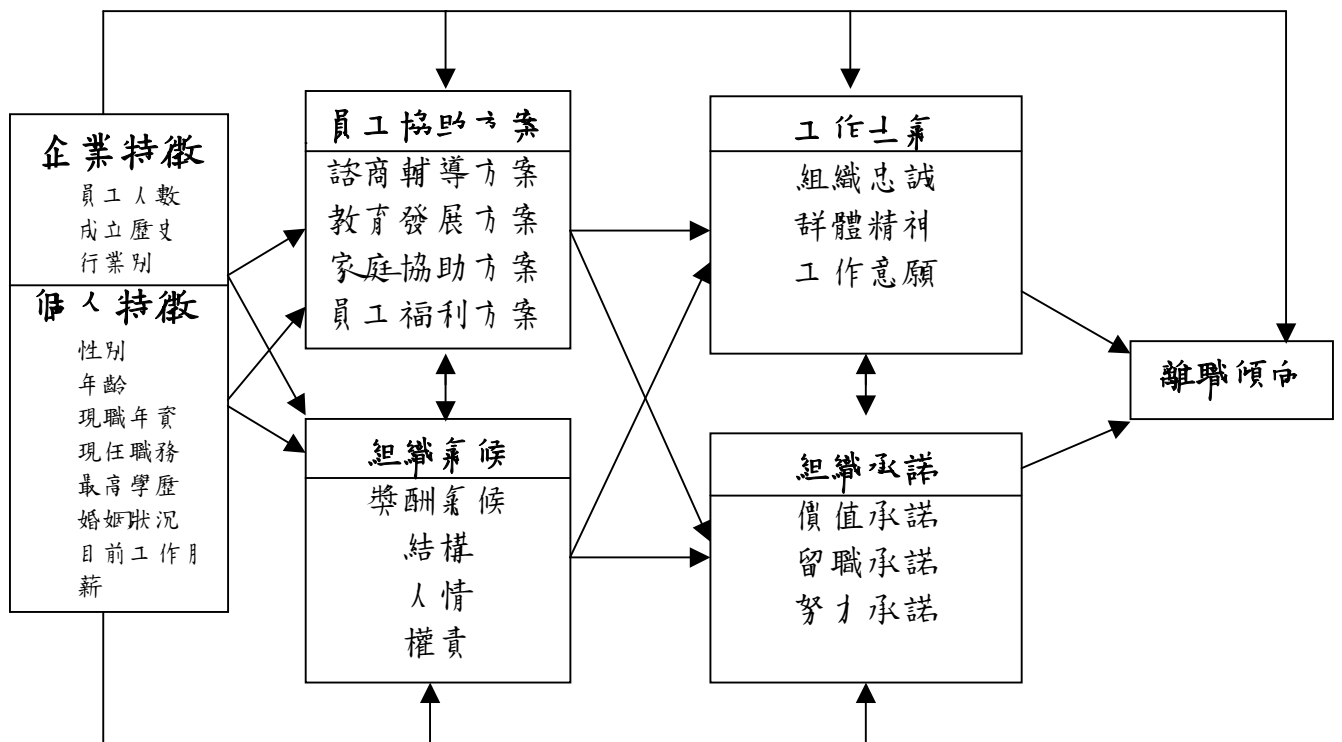 企業特徵
員工人數
成立歷史
行業別
個人特徵
性別
年齡
現職年資
現任職務
最高學歷
婚姻狀況
目前工作月
薪
員工協助方案
諮商輔導方案
教育發展方案
家庭協助方案
員工福利方案
組織氣候
獎酬氣候
結構
人情
權責
工作士氣
組織忠誠
群體精神
工作意願
組織承諾
價值承諾
留職承諾
努力承諾
離職傾向